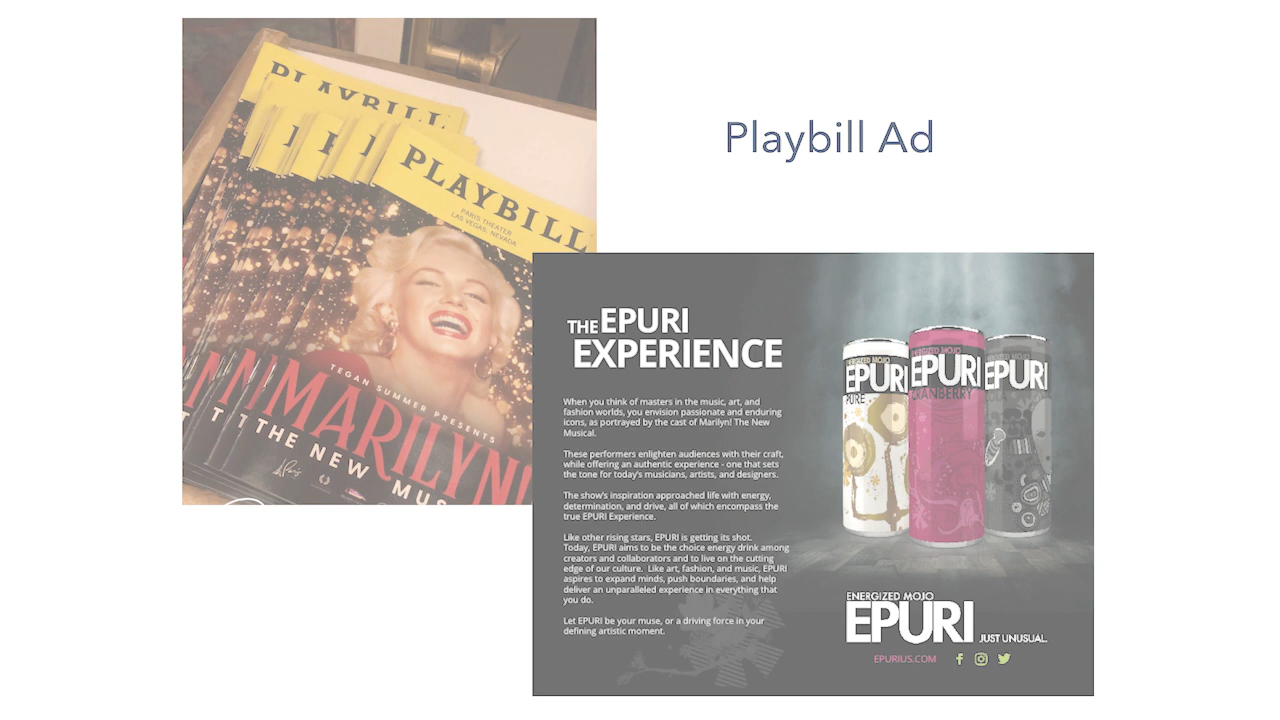 Playbill Ad
PLAYBILL
PLAYBILL
PARIS THEATER
LAS VEGAS, NEVADA
TEGAN SUMMER PRESENTS
MARILYN!
THE NEW
THE EPURI
EXPERIENCE
When you think of masters in the music, art, and
fashion worlds, you envision passionate and enduring
icons, as portrayed by the cast of Marilyn! The New
Musical.
These performers enlighten audiences with their craft,
while offering an authentic experience - one that sets
the tone for today's musicians, artists, and designers.
The show's inspiration approached life with energy,
determination, and drive, all of which encompass the
true EPURI Experience.
Like other rising stars, EPURI is getting its shot.
Today, EPURI aims to be the choice energy drink among
creators and collaborators and to live on the cutting
edge of our culture.  Like art, fashion, and music, EPURI
aspires to expand minds, push boundaries, and help
deliver an unparalleled experience in everything that
you do.
Let EPURI be your muse, or a driving force in your
defining artistic moment.
ENERGIZED MOJO
EPURI
PURE
ENERGIZED MOJO
EPURI
CRANBERRY
ENERGIZED MOJO
EPURI
ENERGIZED MOJO
EPURI JUST UNUSUAL.
EPURIUS.COM